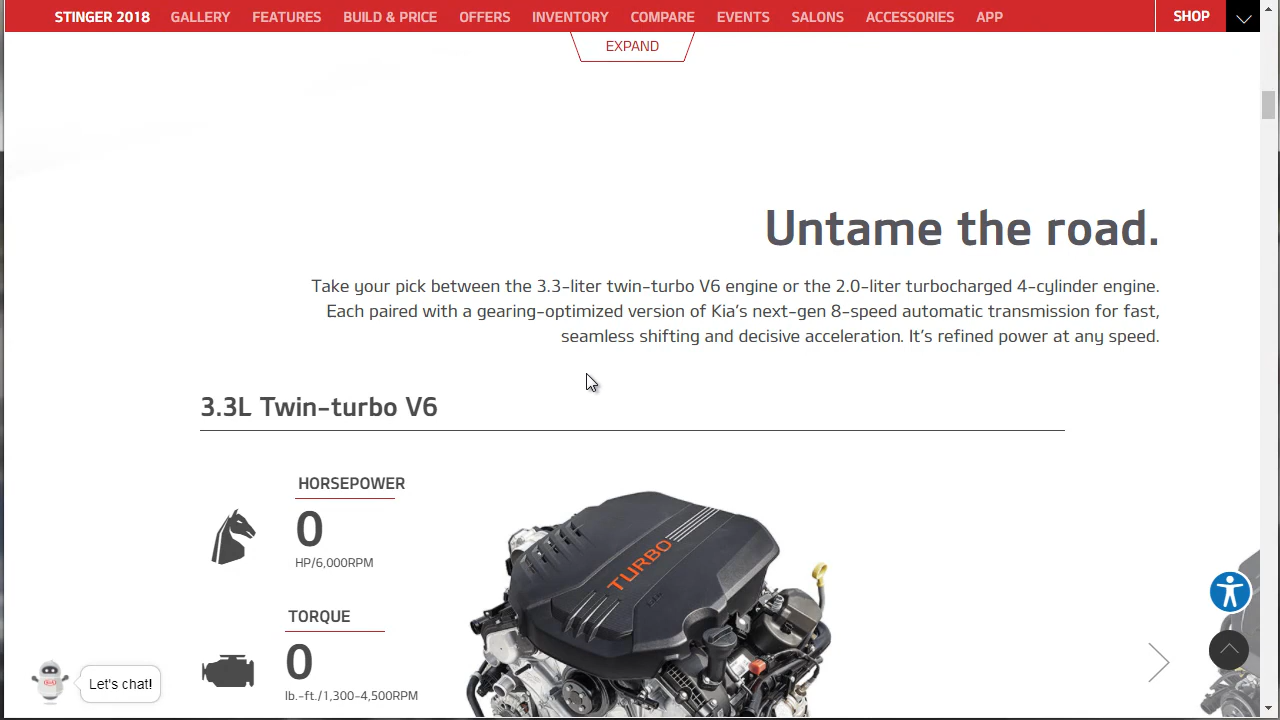 STINGER 2018 GALLERY FEATURES BUILD & PRICE OFFERS INVENTORY COMPARE EVENTS SALONS ACCESSORIES APP SHOP
EXPAND
Untame the road.
Take your pick between the 3.3-liter twin-turbo V6 engine or the 2.0-liter turbocharged 4-cylinder engine.
Each paired with a gearing-optimized version of Kia's next-gen 8-speed automatic transmission for fast,
seamless shifting and decisive acceleration. It's refined power at any speed.
3.3L Twin-turbo V6
HORSEPOWER
0
HP/6,000RPM
TURBO
TORQUE
0
lb.-ft./1,300-4,500RPM
Let's chat!